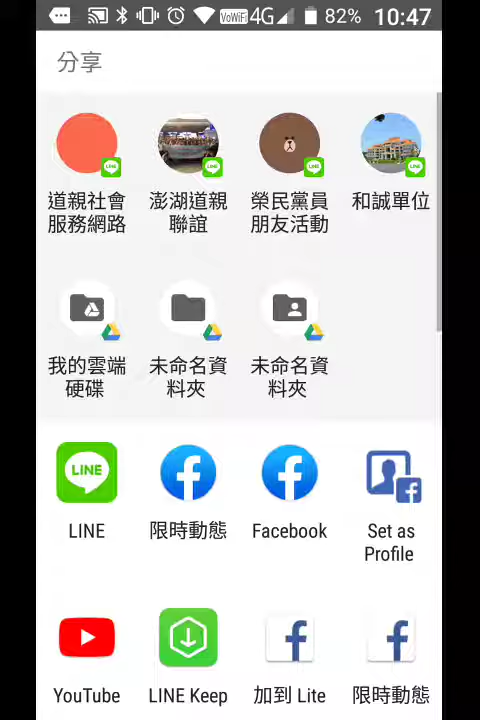 VoWiFi 4G 82% 10:47
分享
道親社會 澎湖道親 榮民黨員 和誠單位
服務網路 聯誼 朋友活動
我的雲端 未命名資 未命名資
硬碟 料夾 料夾
LINE
LINE 限時動態 Facebook Set as
Profile
YouTube LINE Keep 加到 Lite 限時動態